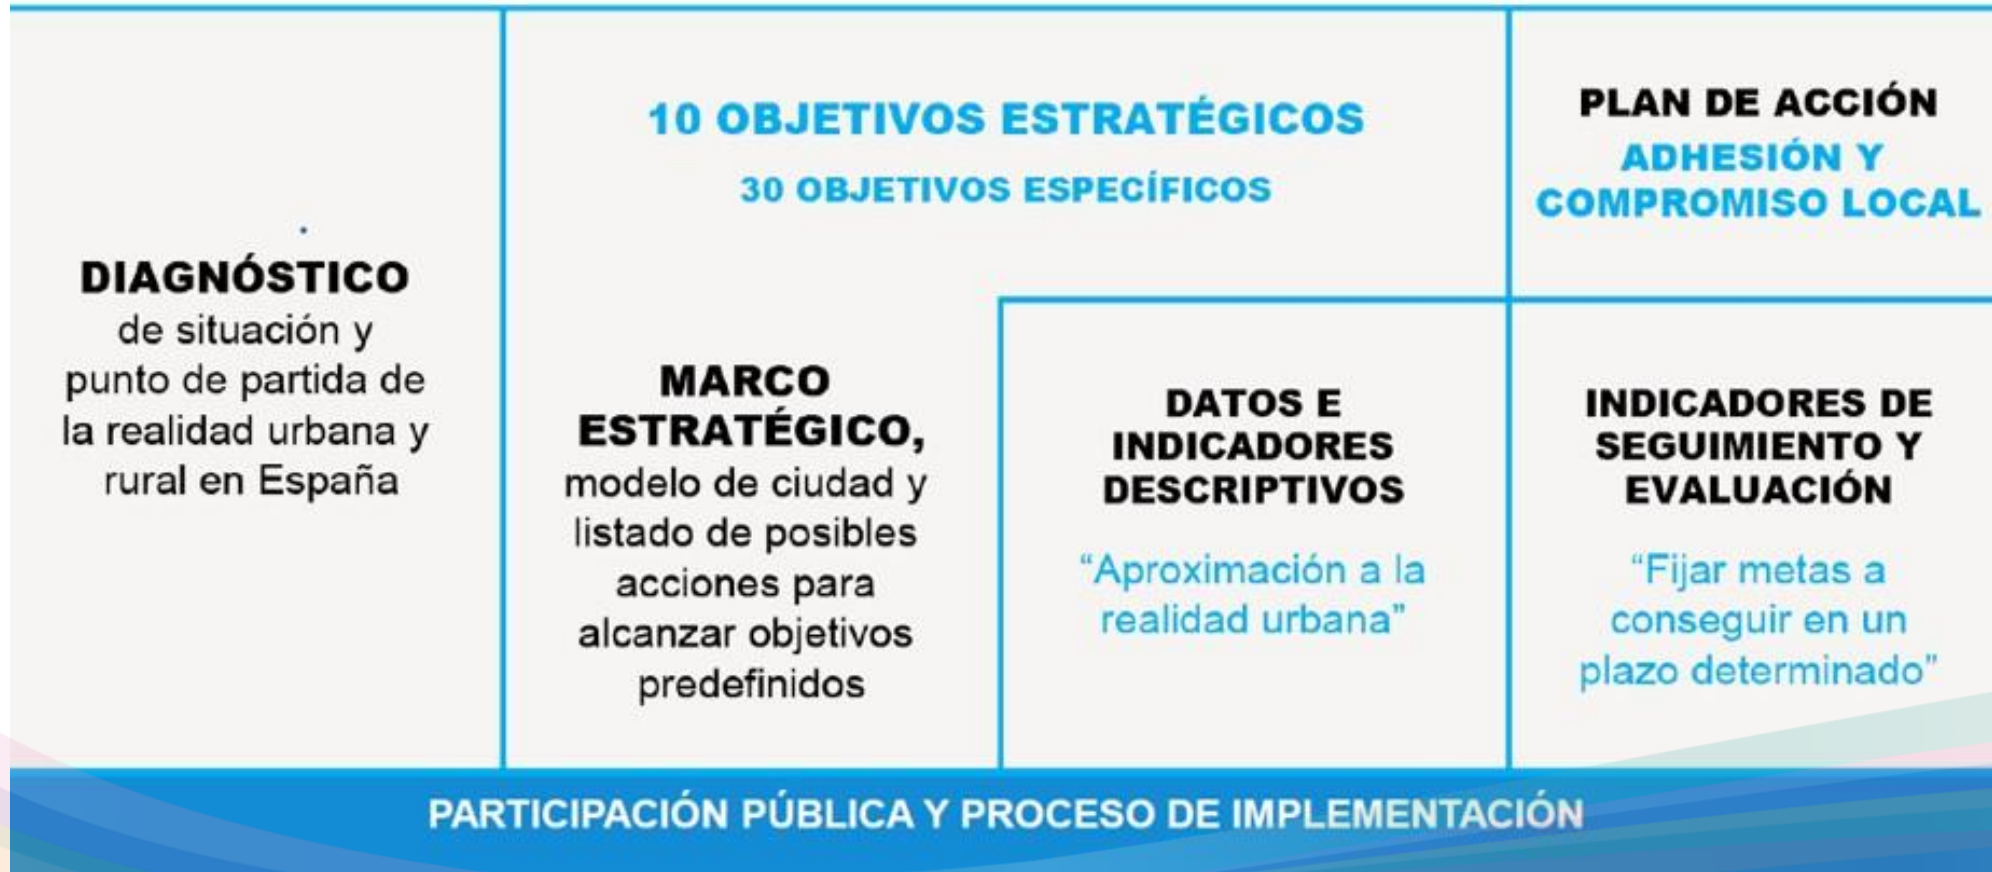 DIAGNÓSTICO
de situación y
punto de partida de
la realidad urbana y
rural en España
10 OBJETIVOS ESTRATÉGICOS
30 OBJETIVOS ESPECÍFICOS
MARCO
ESTRATÉGICO,
modelo de ciudad y
listado de posibles
acciones para
alcanzar objetivos
predefinidos
DATOS E
INDICADORES
DESCRIPTIVOS
“Aproximación a la
realidad urbana”
PLAN DE ACCIÓN
ADHESIÓN Y
COMPROMISO LOCAL
INDICADORES DE
SEGUIMIENTO Y
EVALUACIÓN
“Fijar metas a
conseguir en un
plazo determinado”
PARTICIPACIÓN PÚBLICA Y PROCESO DE IMPLEMENTACIÓN